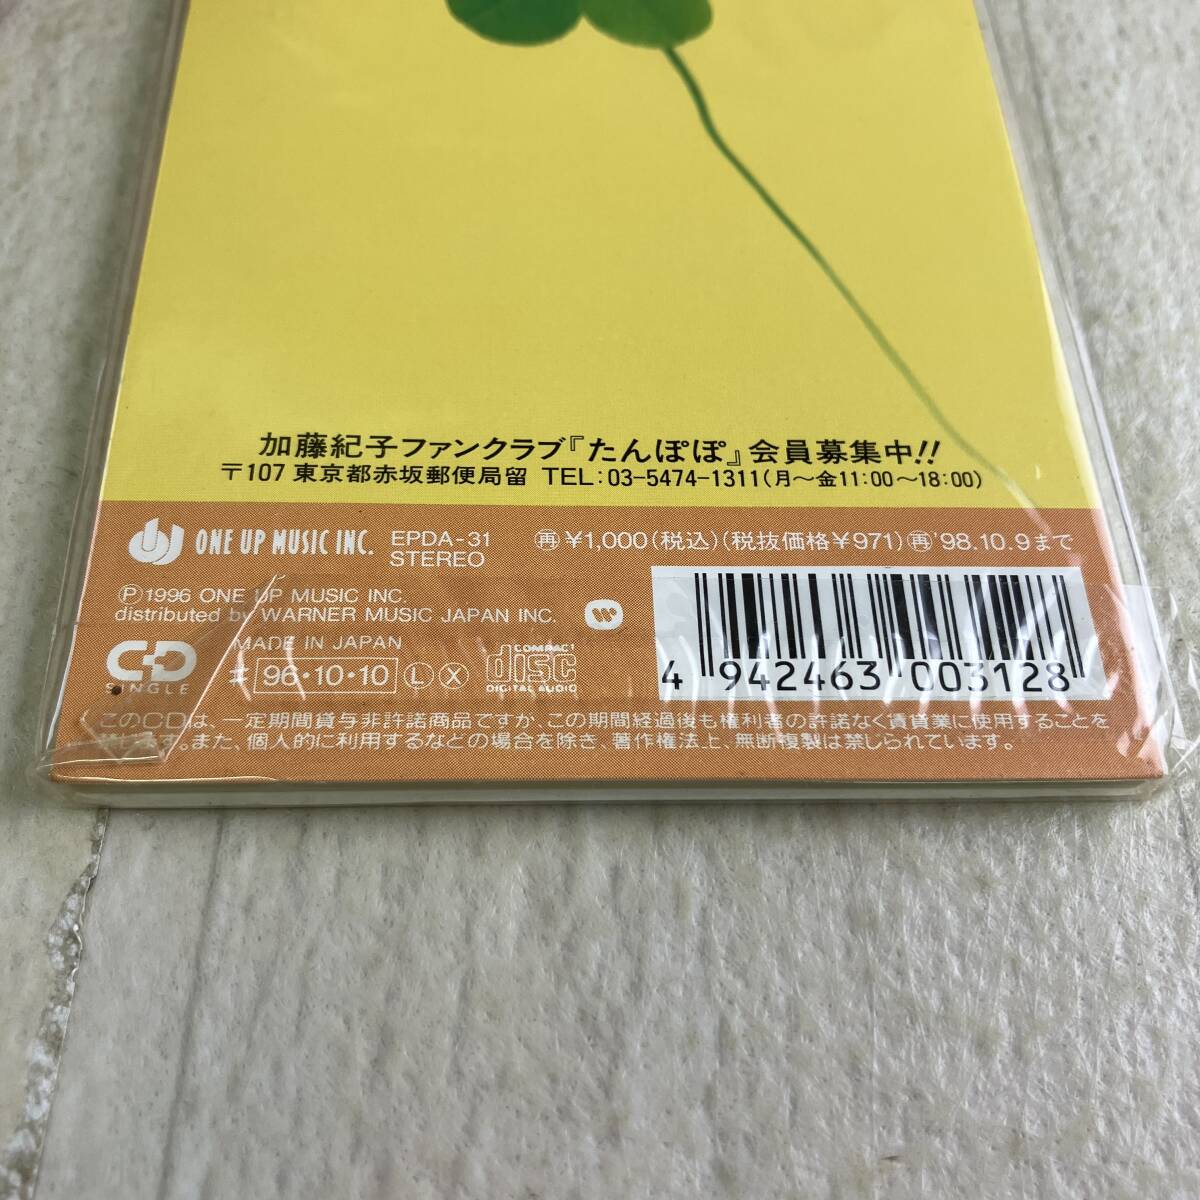 加藤紀子ファンクラブ『たんぽぽ』会員募集中!!
〒107 東京都赤坂郵便局留 TEL:03-5474-1311(月〜金11:00〜18:00)
ONE UP MUSIC INC. EPDA-31 STEREO ㊢¥1,000(税込)(税抜価格¥971)㊢'98.10.9まで
Ⓟ1996 ONE UP MUSIC INC.
distributed by WARNER MUSIC JAPAN INC.
MADE IN JAPAN
CD SINGLE ♯ 96・10・10 Ⓛ Ⓧ COMPACT disc DIGITAL AUDIO
4 942463 003128
このCDは、一定期間貸与非許諾商品ですか、この期間経過後も権利者の許諾なく賃貸業に使用することを
禁じます。また、個人的に利用するなどの場合を除き、著作権法上、無断複製は禁じられています。